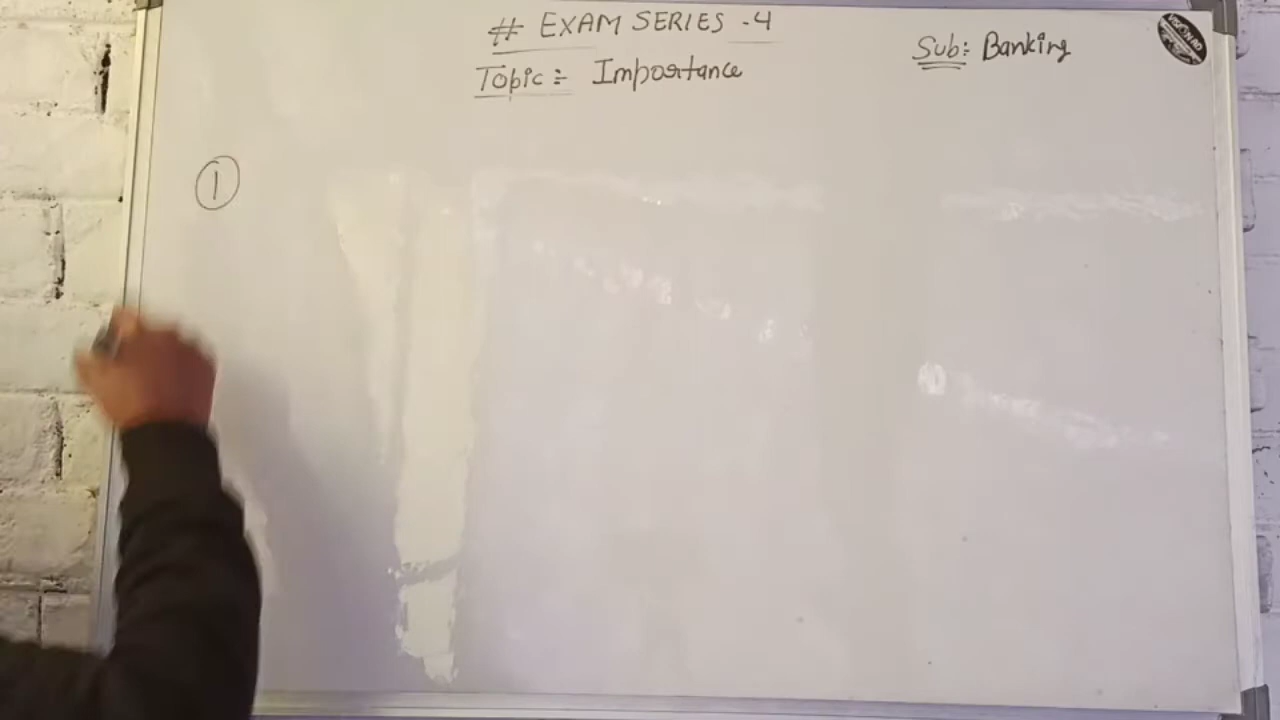 # EXAM SERIES - 4
Sub: Banking
Topic: Importance
①